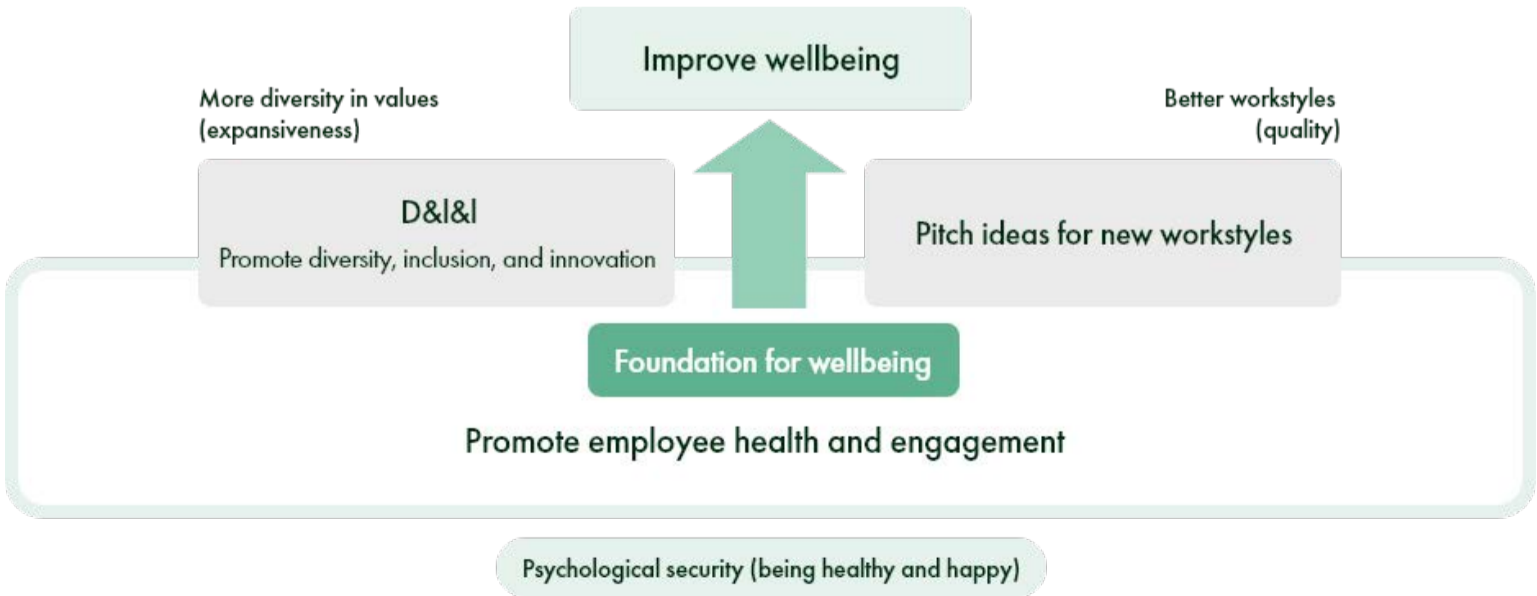 Improve wellbeing
More diversity in values
(expansiveness)
Better workstyles
(quality)
D&I&I
Promote diversity, inclusion, and innovation
Pitch ideas for new workstyles
Foundation for wellbeing
Promote employee health and engagement
Psychological security (being healthy and happy)